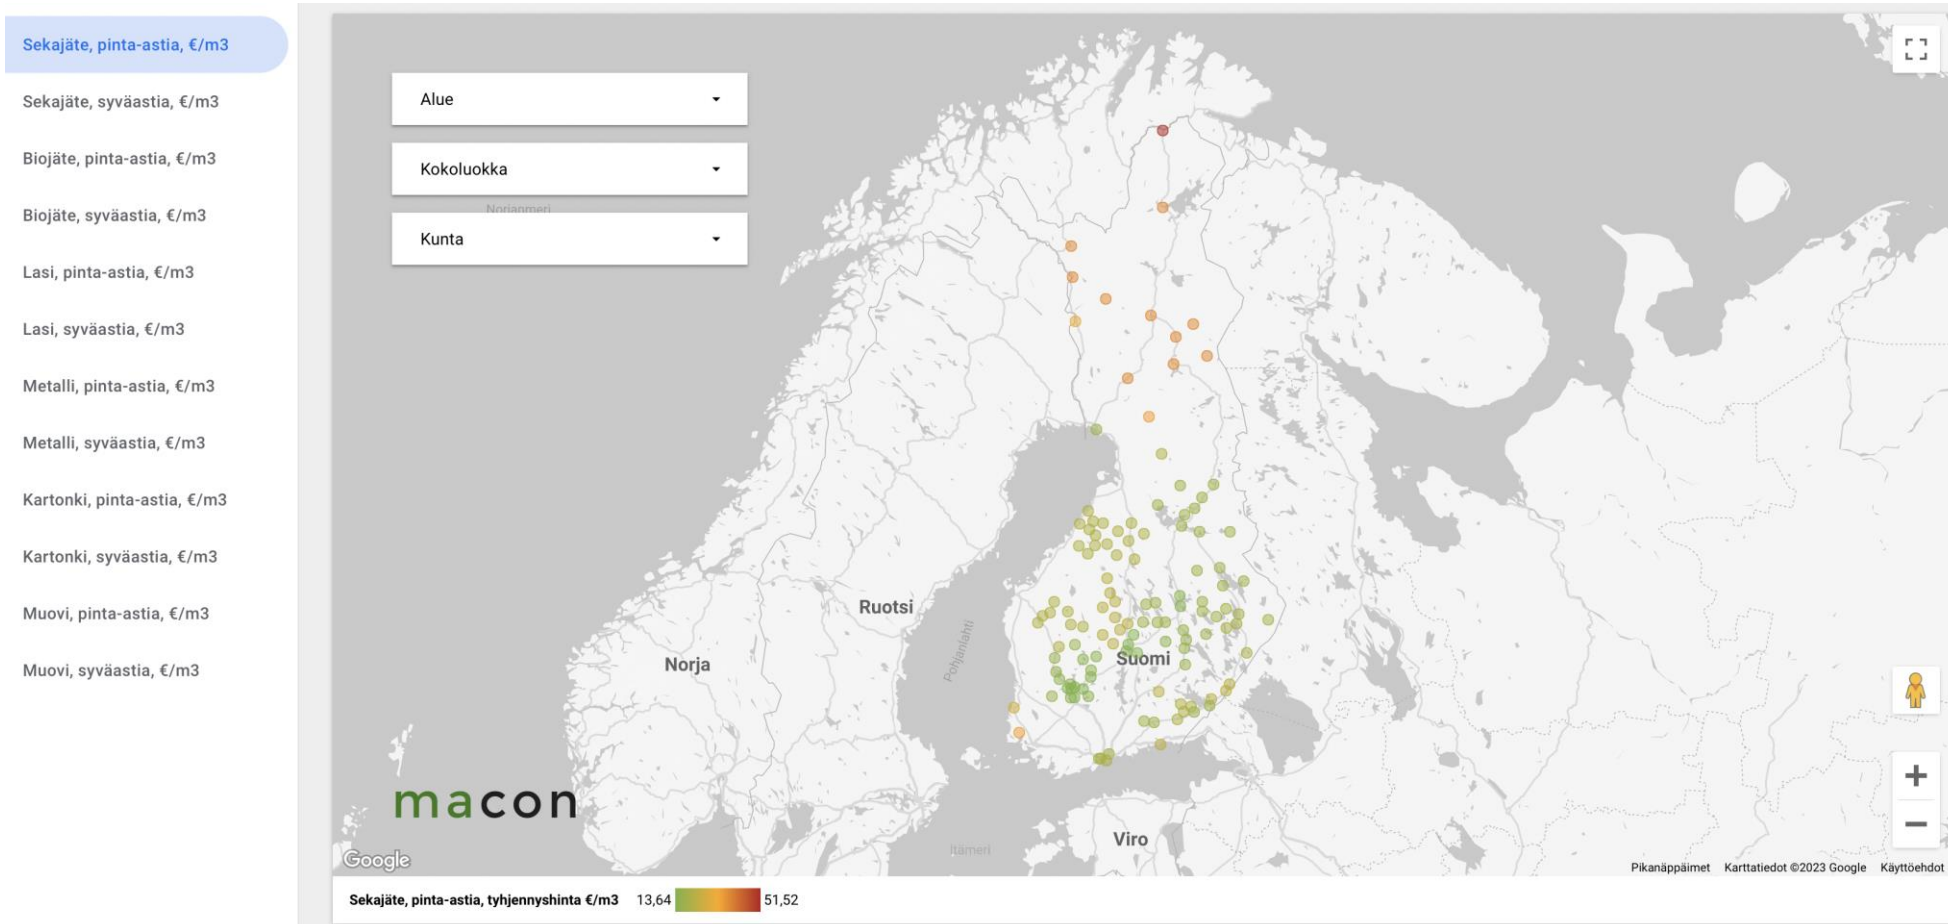 Sekajäte, pinta-astia, €/m3
Sekajäte, syväastia, €/m3
Biojäte, pinta-astia, €/m3
Biojäte, syväastia, €/m3
Lasi, pinta-astia, €/m3
Lasi, syväastia, €/m3
Metalli, pinta-astia, €/m3
Metalli, syväastia, €/m3
Kartonki, pinta-astia, €/m3
Kartonki, syväastia, €/m3
Muovi, pinta-astia, €/m3
Muovi, syväastia, €/m3
Alue
Kokoluokka
Norjanmeri
Kunta
Ruotsi
Pohjanlahti
Norja
Suomi
macon
Viro
Itämeri
Google
Pikanäppäimet Karttatiedot ©2023 Google Käyttöehdot
Sekajäte, pinta-astia, tyhjennyshinta €/m3 13,64 51,52